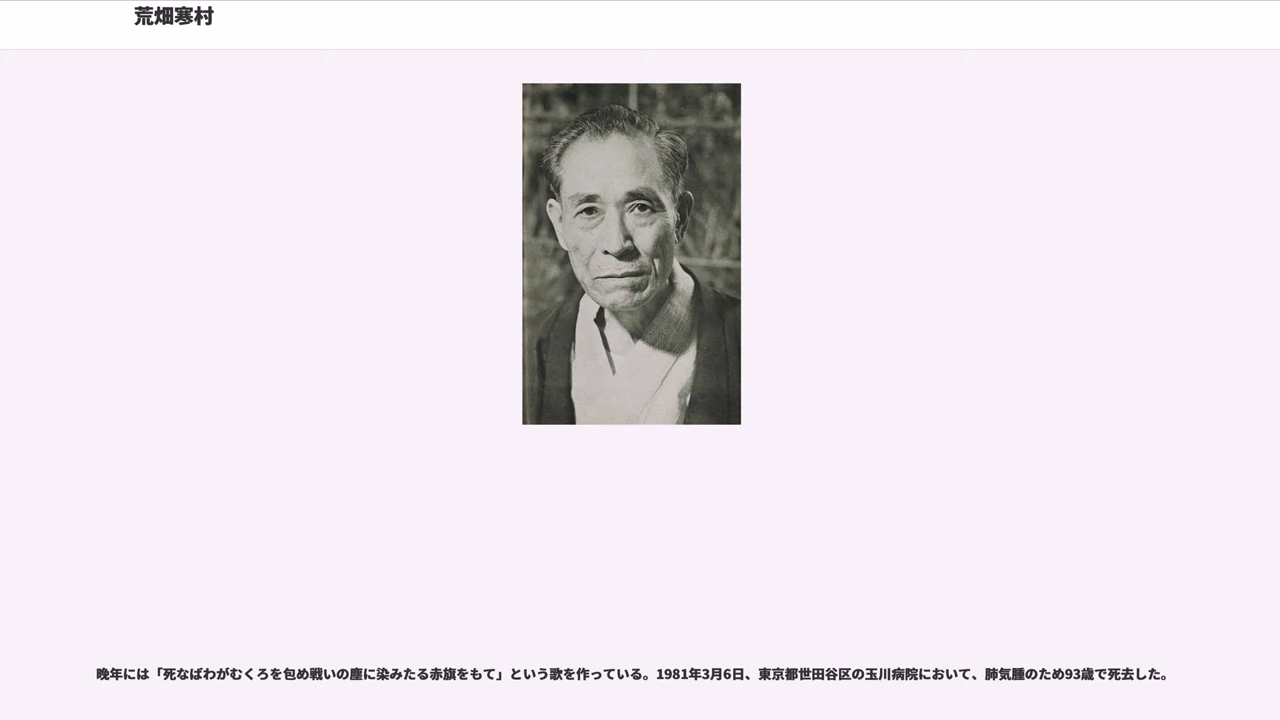 荒畑寒村
晩年には「死なばわがむくろを包め戦いの塵に染みたる赤旗をもて」という歌を作っている。1981年3月6日、東京都世田谷区の玉川病院において、肺気腫のため93歳で死去した。